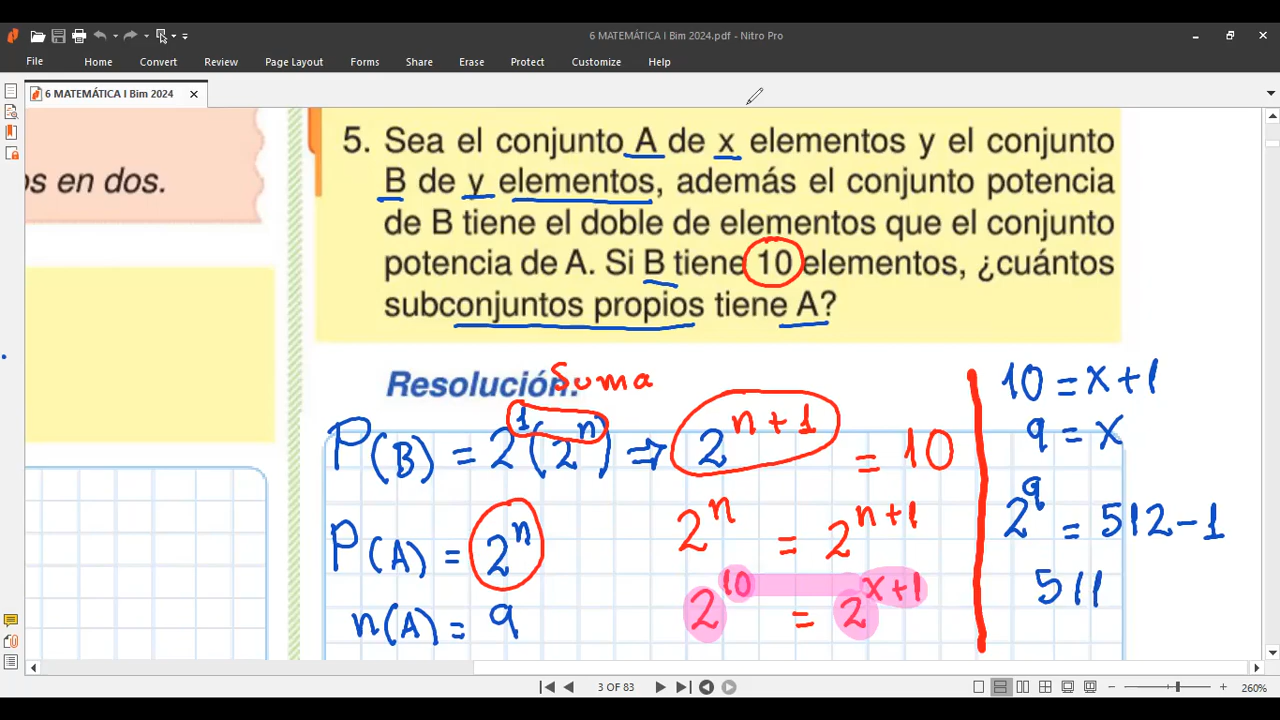 6 MATEMÁTICA I Bim 2024.pdf - Nitro Pro
File Home Convert Review Page Layout Forms Share Erase Protect Customize Help
6 MATEMÁTICA I Bim 2024
os en dos.
5. Sea el conjunto A de x elementos y el conjunto
B de y elementos, además el conjunto potencia
de B tiene el doble de elementos que el conjunto
potencia de A. Si B tiene 10 elementos, ¿cuántos
subconjuntos propios tiene A?
Resolución.
Suma
P(B) = 2^1(2^n) ⇒ 2^{n+1} = 10
P(A) = 2^n
n(A) = 9
2^n = 2^{n+1}
2^{10} = 2^{x+1}
10 = x+1
9 = x
2^9 = 512-1
511
3 OF 83
260%